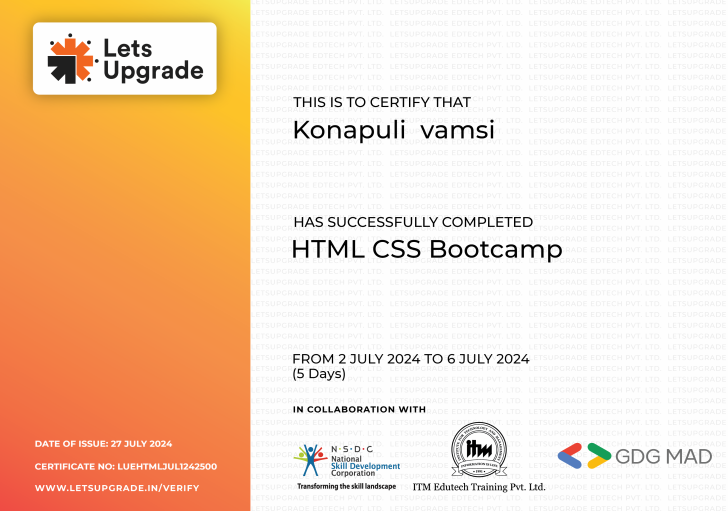 Lets
Upgrade
THIS IS TO CERTIFY THAT
Konapuli vamsi
HAS SUCCESSFULLY COMPLETED
HTML CSS Bootcamp
FROM 2 JULY 2024 TO 6 JULY 2024
(5 Days)
IN COLLABORATION WITH
DATE OF ISSUE: 27 JULY 2024
CERTIFICATE NO: LUEHTMLJUL1242500
WWW.LETSUPGRADE.IN/VERIFY
N·S·D·C
National
Skill Development
Corporation
Transforming the skill landscape
itm
ITM Edutech Training Pvt. Ltd.
GDG MAD